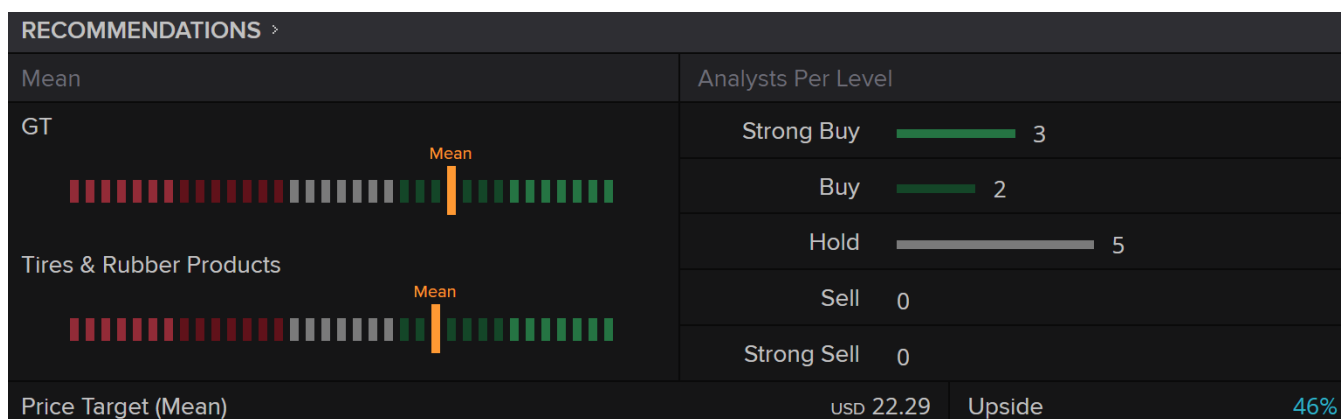 RECOMMENDATIONS >
Mean
GT
Mean
Tires & Rubber Products
Mean
Analysts Per Level
Strong Buy 3
Buy 2
Hold 5
Sell 0
Strong Sell 0
Price Target (Mean) USD 22.29 Upside 46%